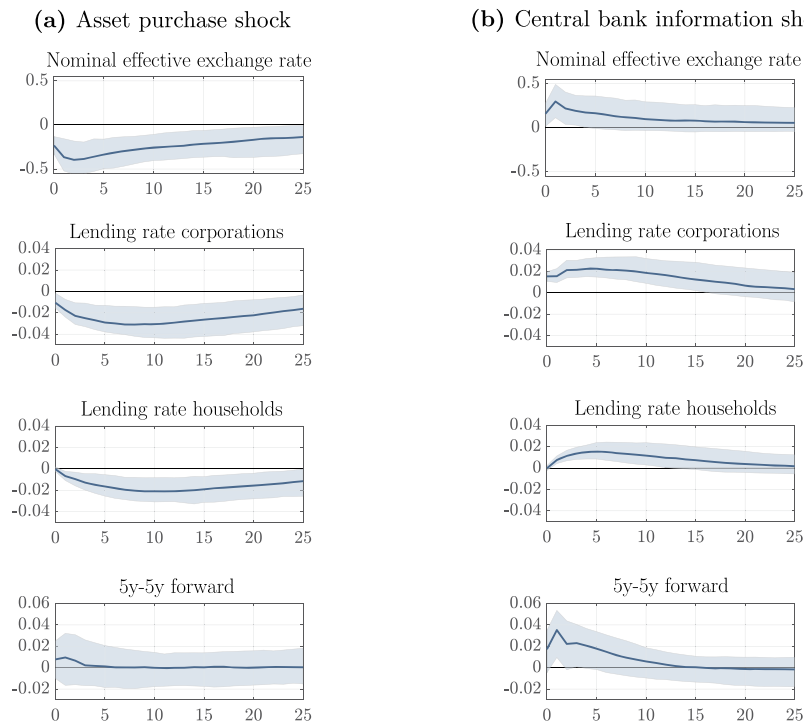 (a) Asset purchase shock
(b) Central bank information sh
Nominal effective exchange rate
Nominal effective exchange rate
0.5
0
-0.5
0 5 10 15 20 25
0.5
0
-0.5
0 5 10 15 20 25
Lending rate corporations
Lending rate corporations
0.04
0.02
0
-0.02
-0.04
0 5 10 15 20 25
0.04
0.02
0
-0.02
-0.04
0 5 10 15 20 25
Lending rate households
Lending rate households
0.04
0.02
0
-0.02
-0.04
0 5 10 15 20 25
0.04
0.02
0
-0.02
-0.04
0 5 10 15 20 25
5y-5y forward
5y-5y forward
0.06
0.04
0.02
0
-0.02
0 5 10 15 20 25
0.06
0.04
0.02
0
-0.02
0 5 10 15 20 25